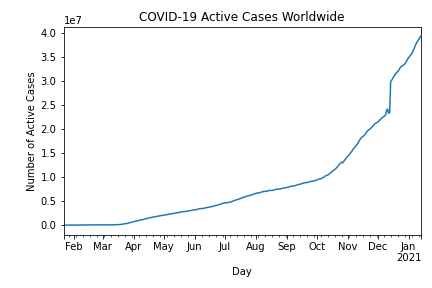 COVID-19 Active Cases Worldwide
1e7
4.0
3.5
3.0
2.5
2.0
1.5
1.0
0.5
0.0
Number of Active Cases
Feb Mar Apr May Jun Jul Aug Sep Oct Nov Dec Jan
2021
Day